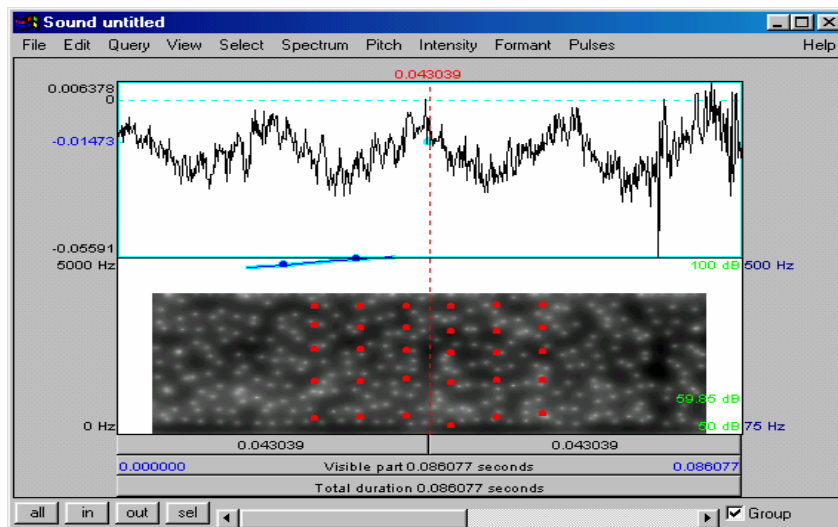 Sound untitled
File Edit Query View Select Spectrum Pitch Intensity Formant Pulses Help
0.043039
0.006378
0
-0.01473
-0.05591
5000 Hz 100 dB 500 Hz
59.85 dB
0 Hz 50 dB 75 Hz
0.043039 0.043039
0.000000 Visible part 0.086077 seconds 0.086077
Total duration 0.086077 seconds
all in out sel Group